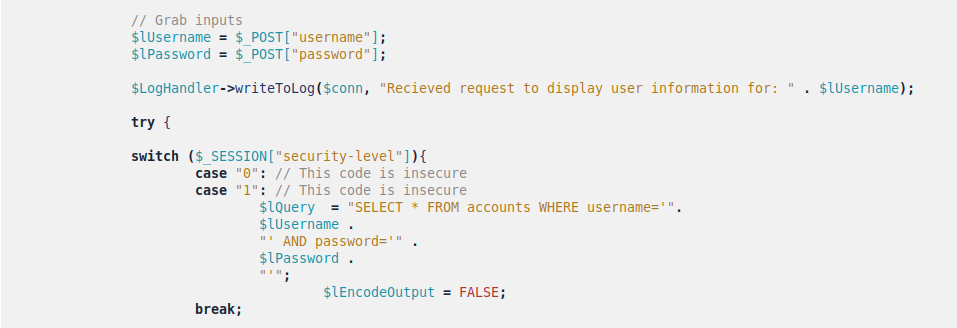 // Grab inputs
$lUsername = $_POST["username"];
$lPassword = $_POST["password"];
$LogHandler->writeToLog($conn, "Recieved request to display user information for: " . $lUsername);
try {
switch ($_SESSION["security-level"]){
case "0": // This code is insecure
case "1": // This code is insecure
$lQuery  = "SELECT * FROM accounts WHERE username='".
$lUsername .
"' AND password='" .
$lPassword .
"'";
$lEncodeOutput = FALSE;
break;